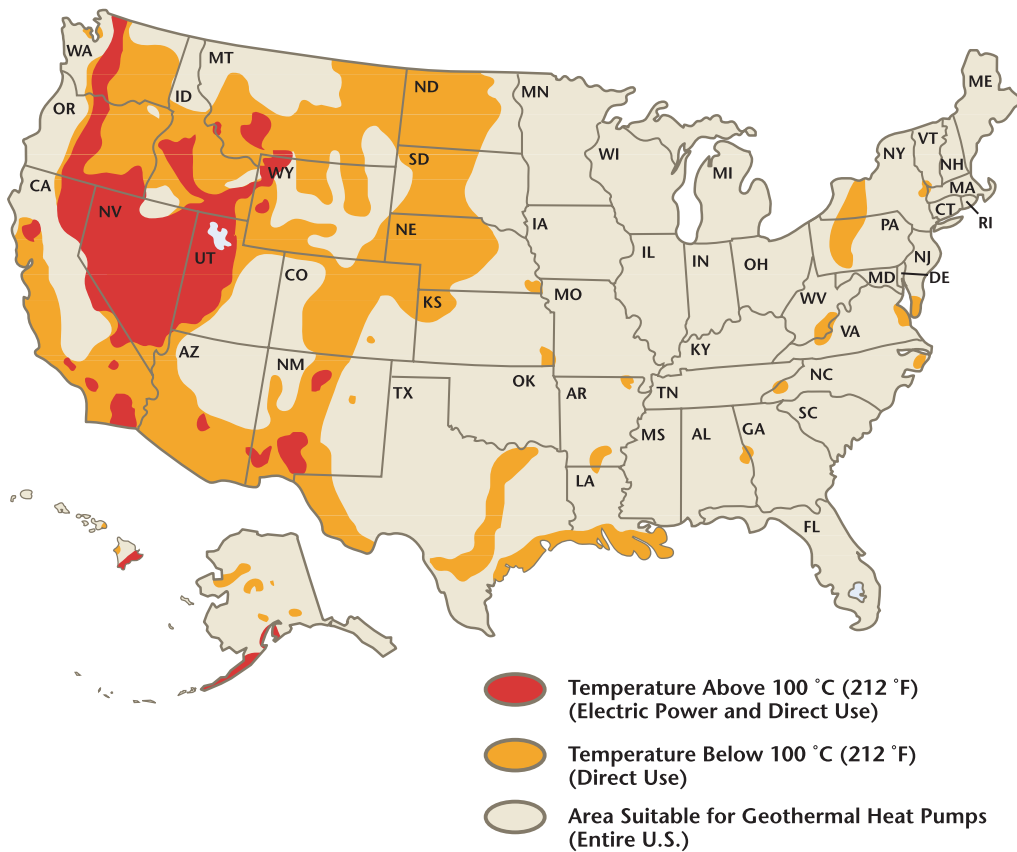 WA
MT
ND
MN
ME
OR
ID
VT
NH
NY
WI
SD
WY
MI
MA
CA
CT
RI
NV
NE
IA
PA
UT
CO
IL
IN
OH
NJ
MD
DE
KS
MO
WV
VA
AZ
NM
KY
OK
TX
AR
TN
NC
SC
MS
AL
GA
LA
FL
Temperature Above 100 ˚C (212 ˚F)
(Electric Power and Direct Use)
Temperature Below 100 ˚C (212 ˚F)
(Direct Use)
Area Suitable for Geothermal Heat Pumps
(Entire U.S.)